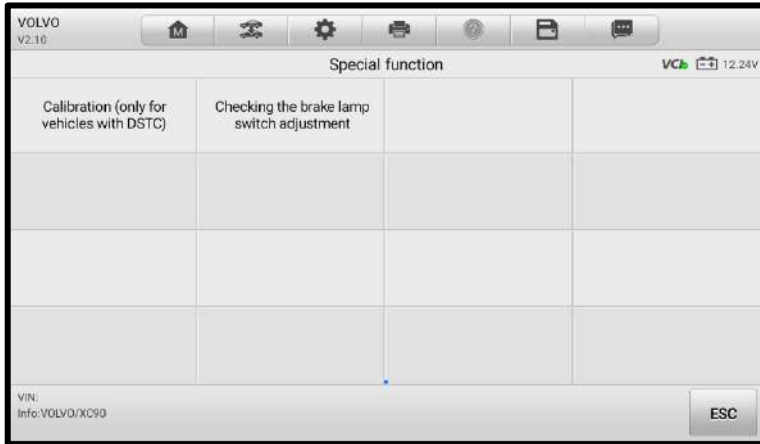 VOLVO
V2.10
M
Special function
VCb 12.24V
Calibration (only for
vehicles with DSTC)
Checking the brake lamp
switch adjustment
VIN:
Info:VOLVO/XC90
ESC